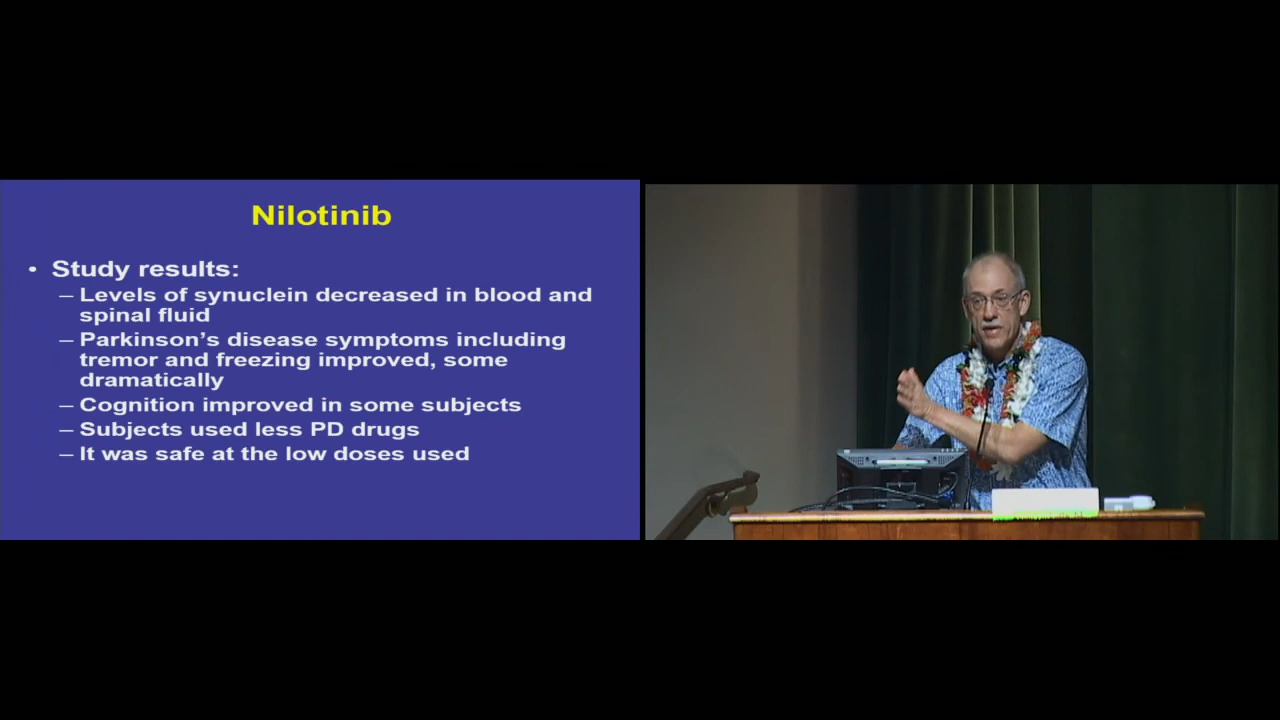 Nilotinib
• Study results:
– Levels of synuclein decreased in blood and
spinal fluid
– Parkinson’s disease symptoms including
tremor and freezing improved, some
dramatically
– Cognition improved in some subjects
– Subjects used less PD drugs
– It was safe at the low doses used